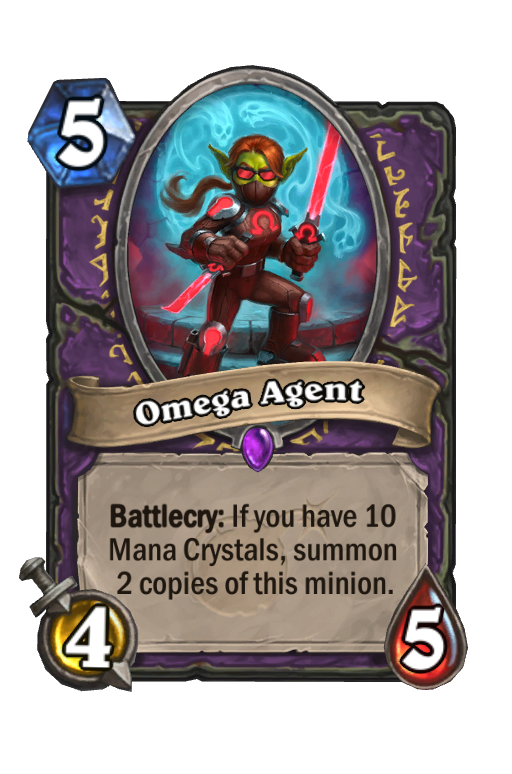 5
Omega Agent
Battlecry: If you have 10
Mana Crystals, summon
2 copies of this minion.
4
5